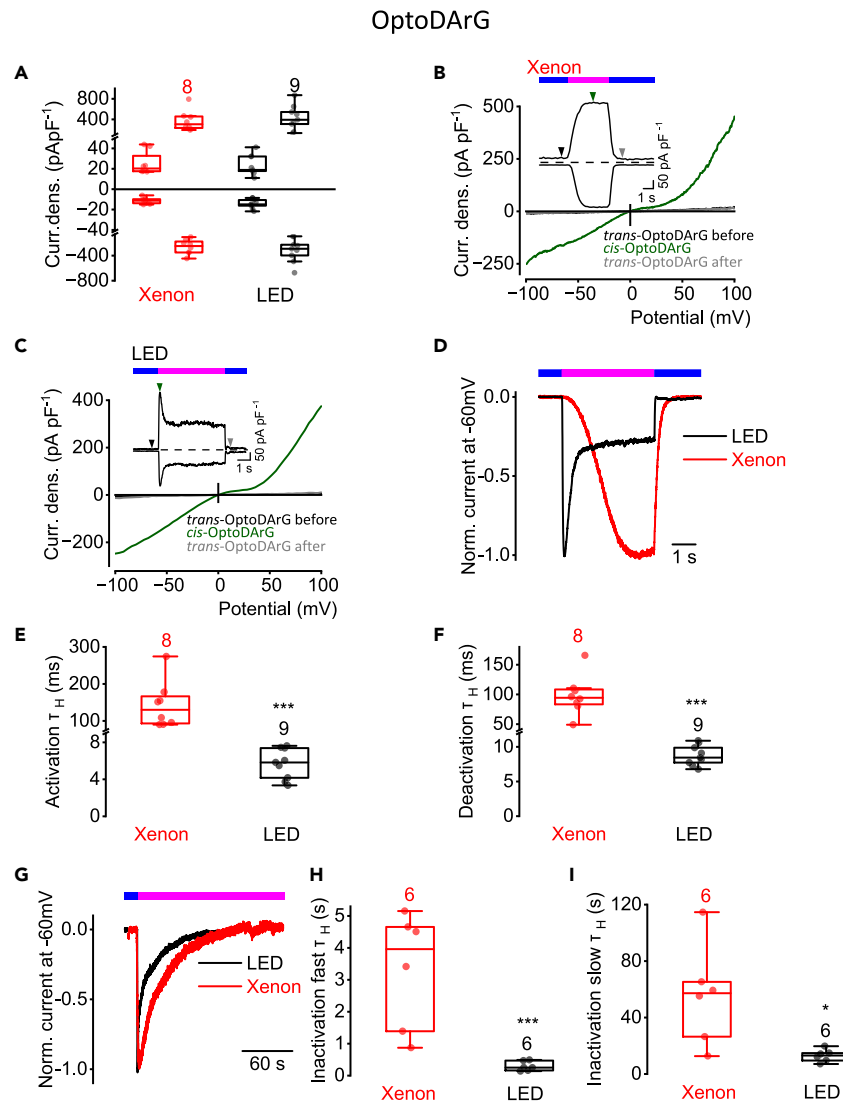 OptoDArG
A
Curr. dens. (pApF⁻¹)
800
400
40
20
0
−20
−40
−400
−800
8
9
Xenon
LED
B
Xenon
Curr. dens. (pA pF⁻¹)
500
250
0
−250
1 s
50 pA pF⁻¹
trans-OptoDArG before
cis-OptoDArG
trans-OptoDArG after
−100
−50
0
50
100
Potential (mV)
C
LED
Curr. dens. (pA pF⁻¹)
400
200
0
−200
1 s
50 pA pF⁻¹
trans-OptoDArG before
cis-OptoDArG
trans-OptoDArG after
−100
−50
0
50
100
Potential (mV)
D
Norm. current at -60mV
0.0
−0.5
−1.0
LED
Xenon
1 s
E
Activation τ H (ms)
300
200
100
8
4
0
8
***
9
Xenon
LED
F
Deactivation τ H (ms)
150
100
50
10
5
0
8
***
9
Xenon
LED
G
Norm. current at -60mV
0.0
−0.5
−1.0
LED
Xenon
60 s
H
Inactivation fast τ H (s)
5
4
3
2
1
0
6
***
6
Xenon
LED
I
Inactivation slow τ H (s)
120
80
40
0
6
*
6
Xenon
LED